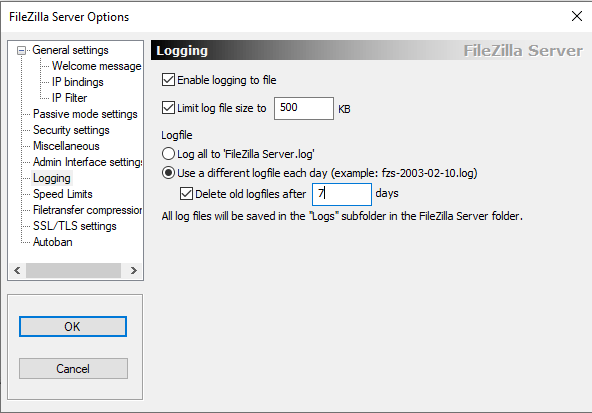 FileZilla Server Options
General settings
Welcome message
IP bindings
IP Filter
Passive mode settings
Security settings
Miscellaneous
Admin Interface settings
Logging
Speed Limits
Filetransfer compression
SSL/TLS settings
Autoban
OK
Cancel
Logging FileZilla Server
Enable logging to file
Limit log file size to 500 KB
Logfile
Log all to 'FileZilla Server.log'
Use a different logfile each day (example: fzs-2003-02-10.log)
Delete old logfiles after 7 days
All log files will be saved in the "Logs" subfolder in the FileZilla Server folder.